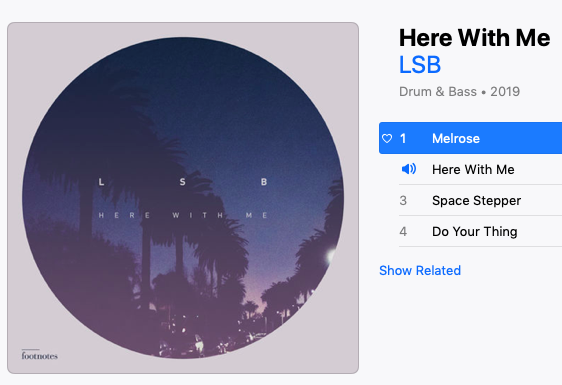 L S B
HERE WITH ME
footnotes
Here With Me
LSB
Drum & Bass • 2019
1 Melrose
Here With Me
3 Space Stepper
4 Do Your Thing
Show Related